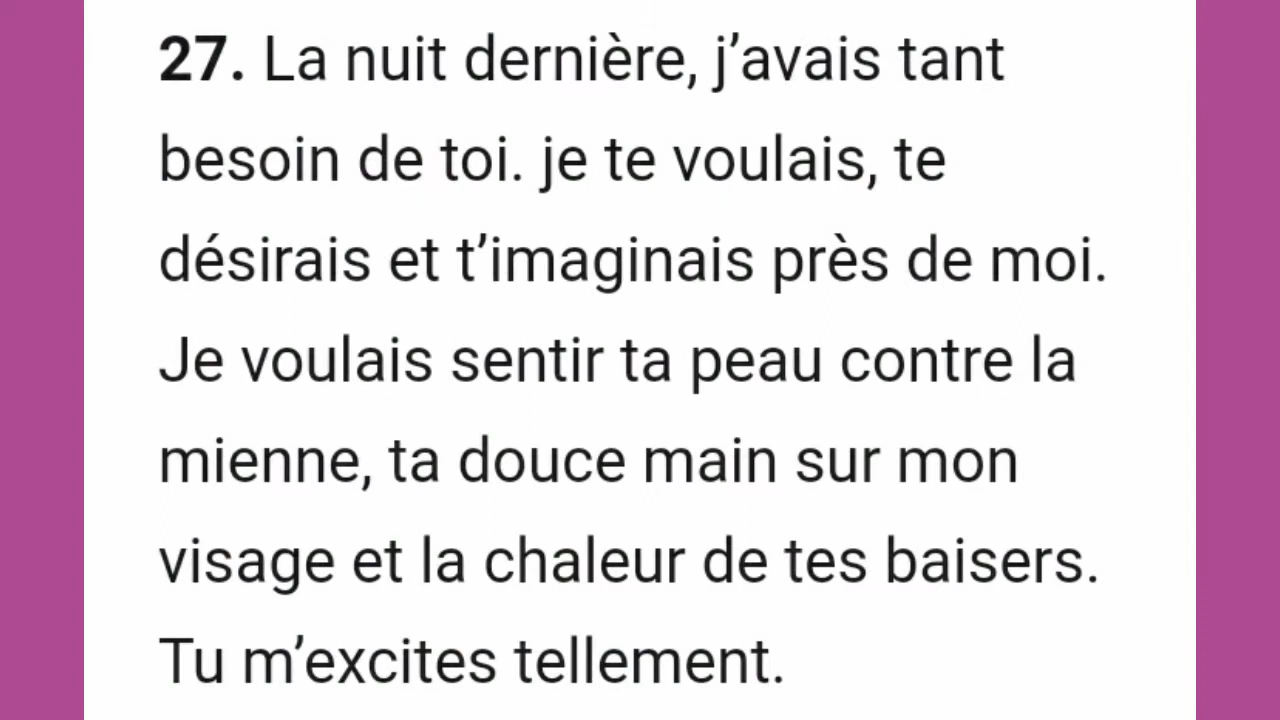 27. La nuit dernière, j’avais tant
besoin de toi. je te voulais, te
désirais et t’imaginais près de moi.
Je voulais sentir ta peau contre la
mienne, ta douce main sur mon
visage et la chaleur de tes baisers.
Tu m’excites tellement.